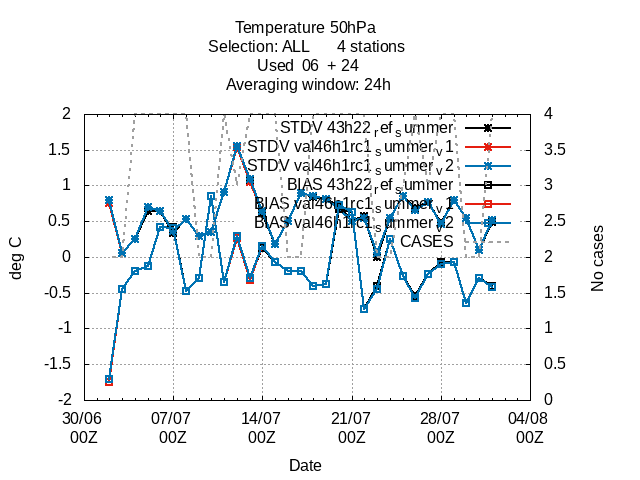 Temperature 50hPa
Selection: ALL 4 stations
Used 06 + 24
Averaging window: 24h
STDV 43h22_ref_summer
STDV val46h1rc1_summer_v1
STDV val46h1rc1_summer_v2
BIAS 43h22_ref_summer
BIAS val46h1rc1_summer_v1
BIAS val46h1rc1_summer_v2
CASES
2
1.5
1
0.5
0
-0.5
-1
-1.5
-2
deg C
4
3.5
3
2.5
2
1.5
1
0.5
0
No cases
30/06 07/07 14/07 21/07 28/07 04/08
00Z 00Z 00Z 00Z 00Z 00Z
Date